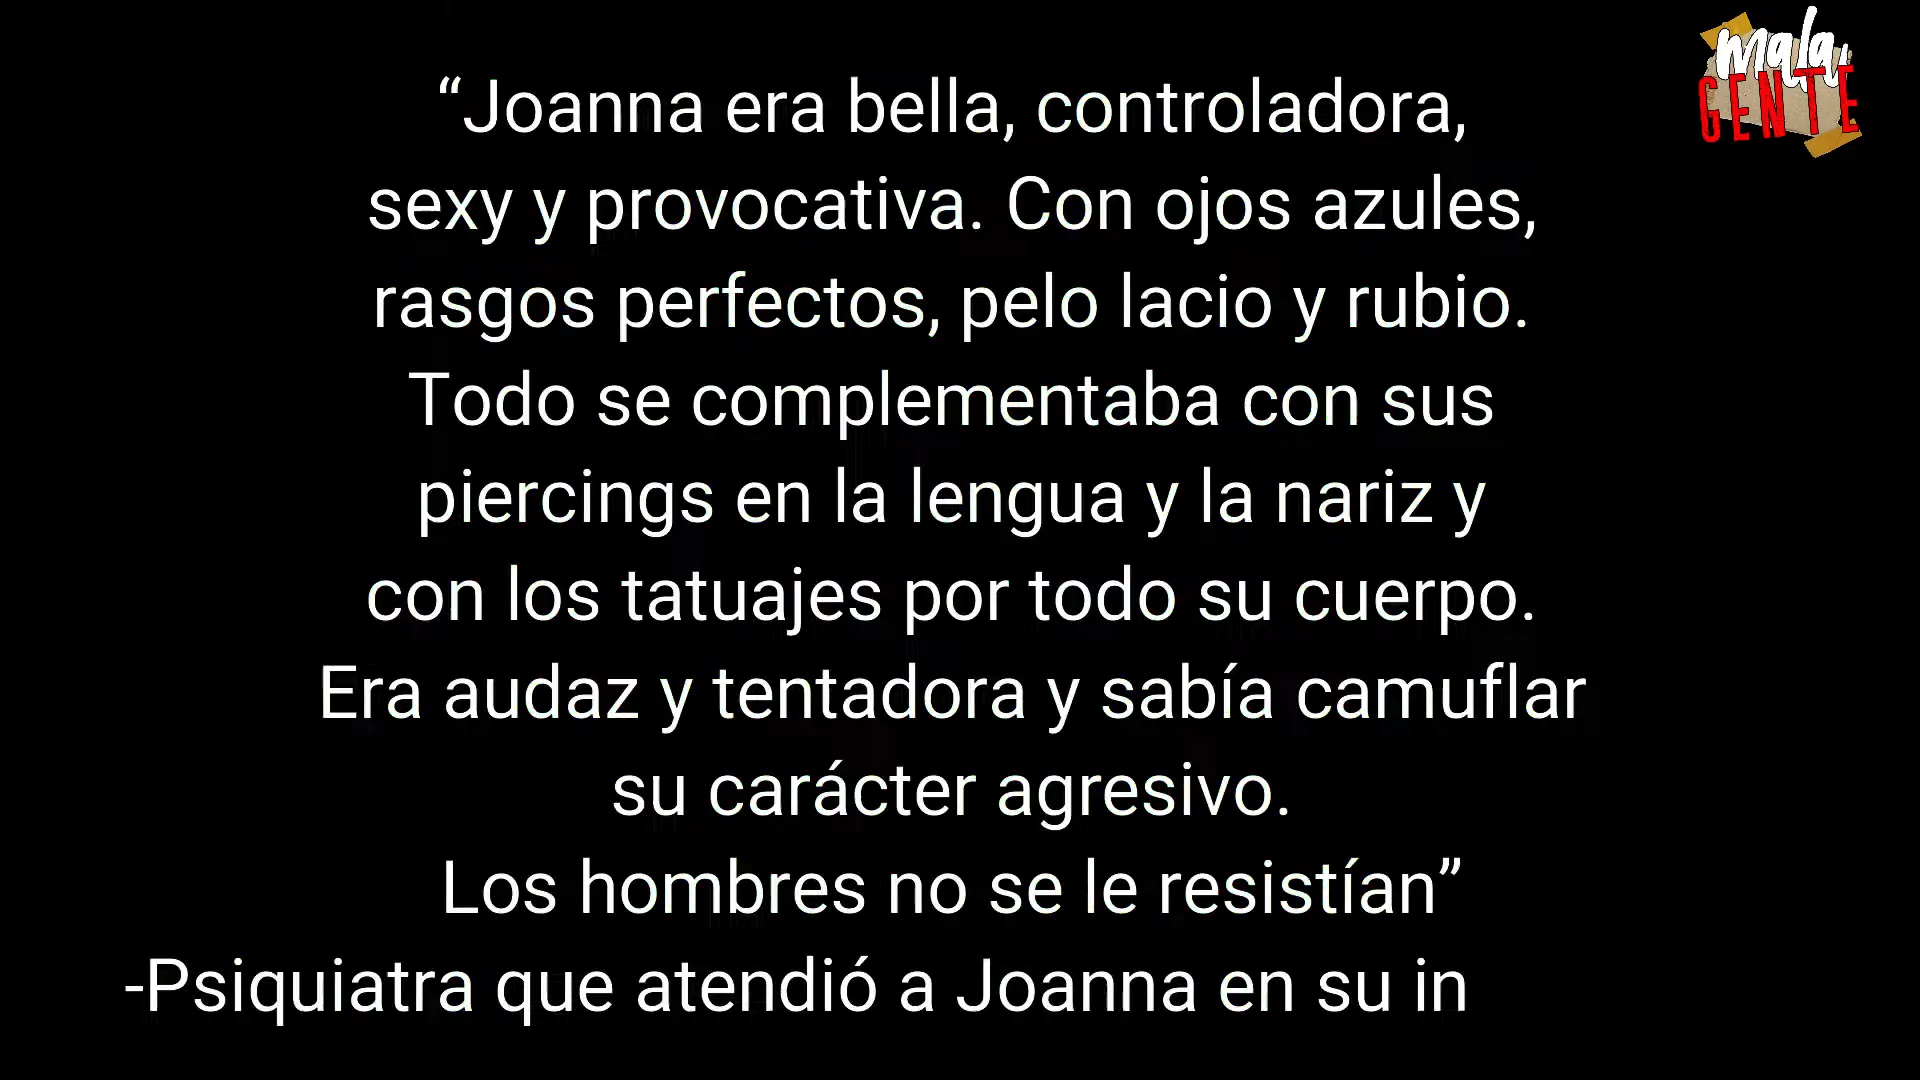 “Joanna era bella, controladora,
sexy y provocativa. Con ojos azules,
rasgos perfectos, pelo lacio y rubio.
Todo se complementaba con sus
piercings en la lengua y la nariz y
con los tatuajes por todo su cuerpo.
Era audaz y tentadora y sabía camuflar
su carácter agresivo.
Los hombres no se le resistían”
-Psiquiatra que atendió a Joanna en su in
mala
GENTE